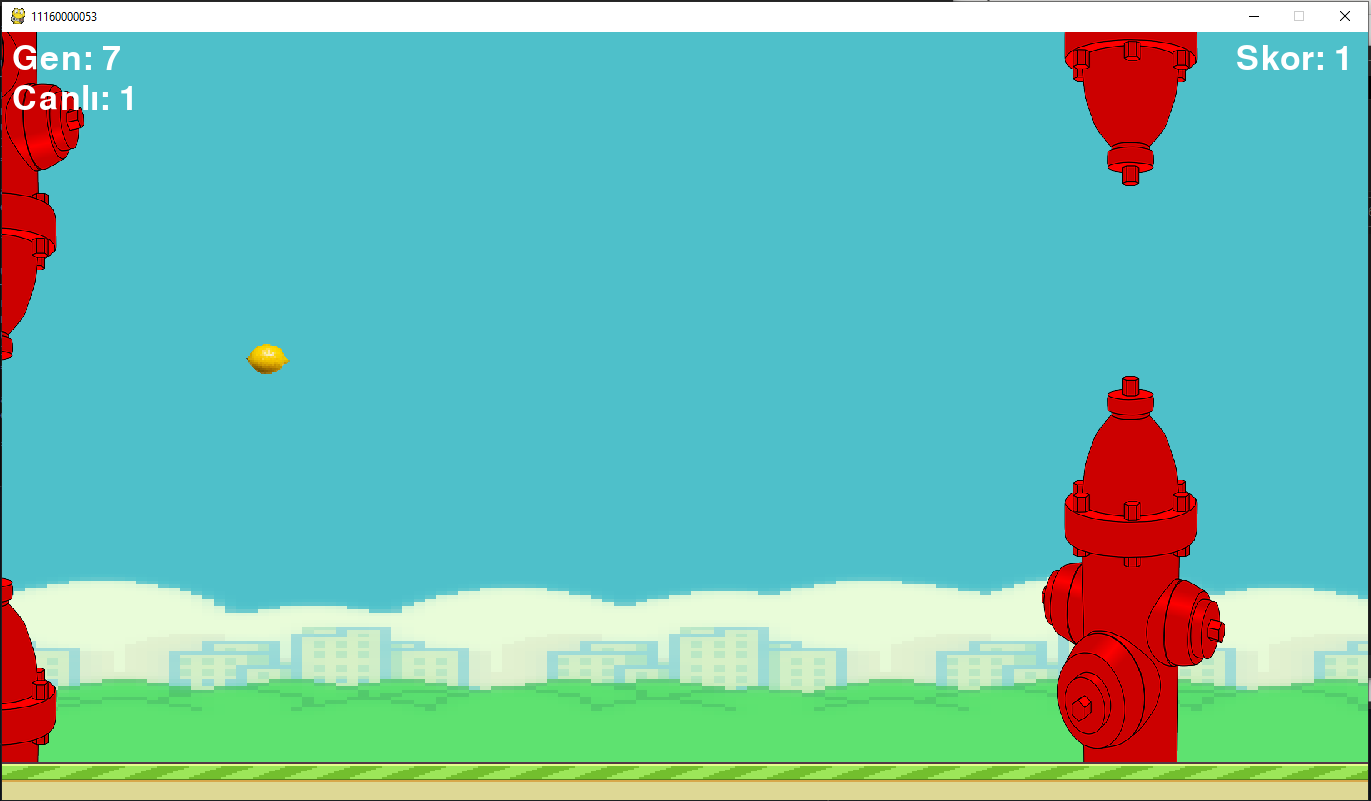 11160000053
Gen: 7
Skor: 1
Canlı: 1